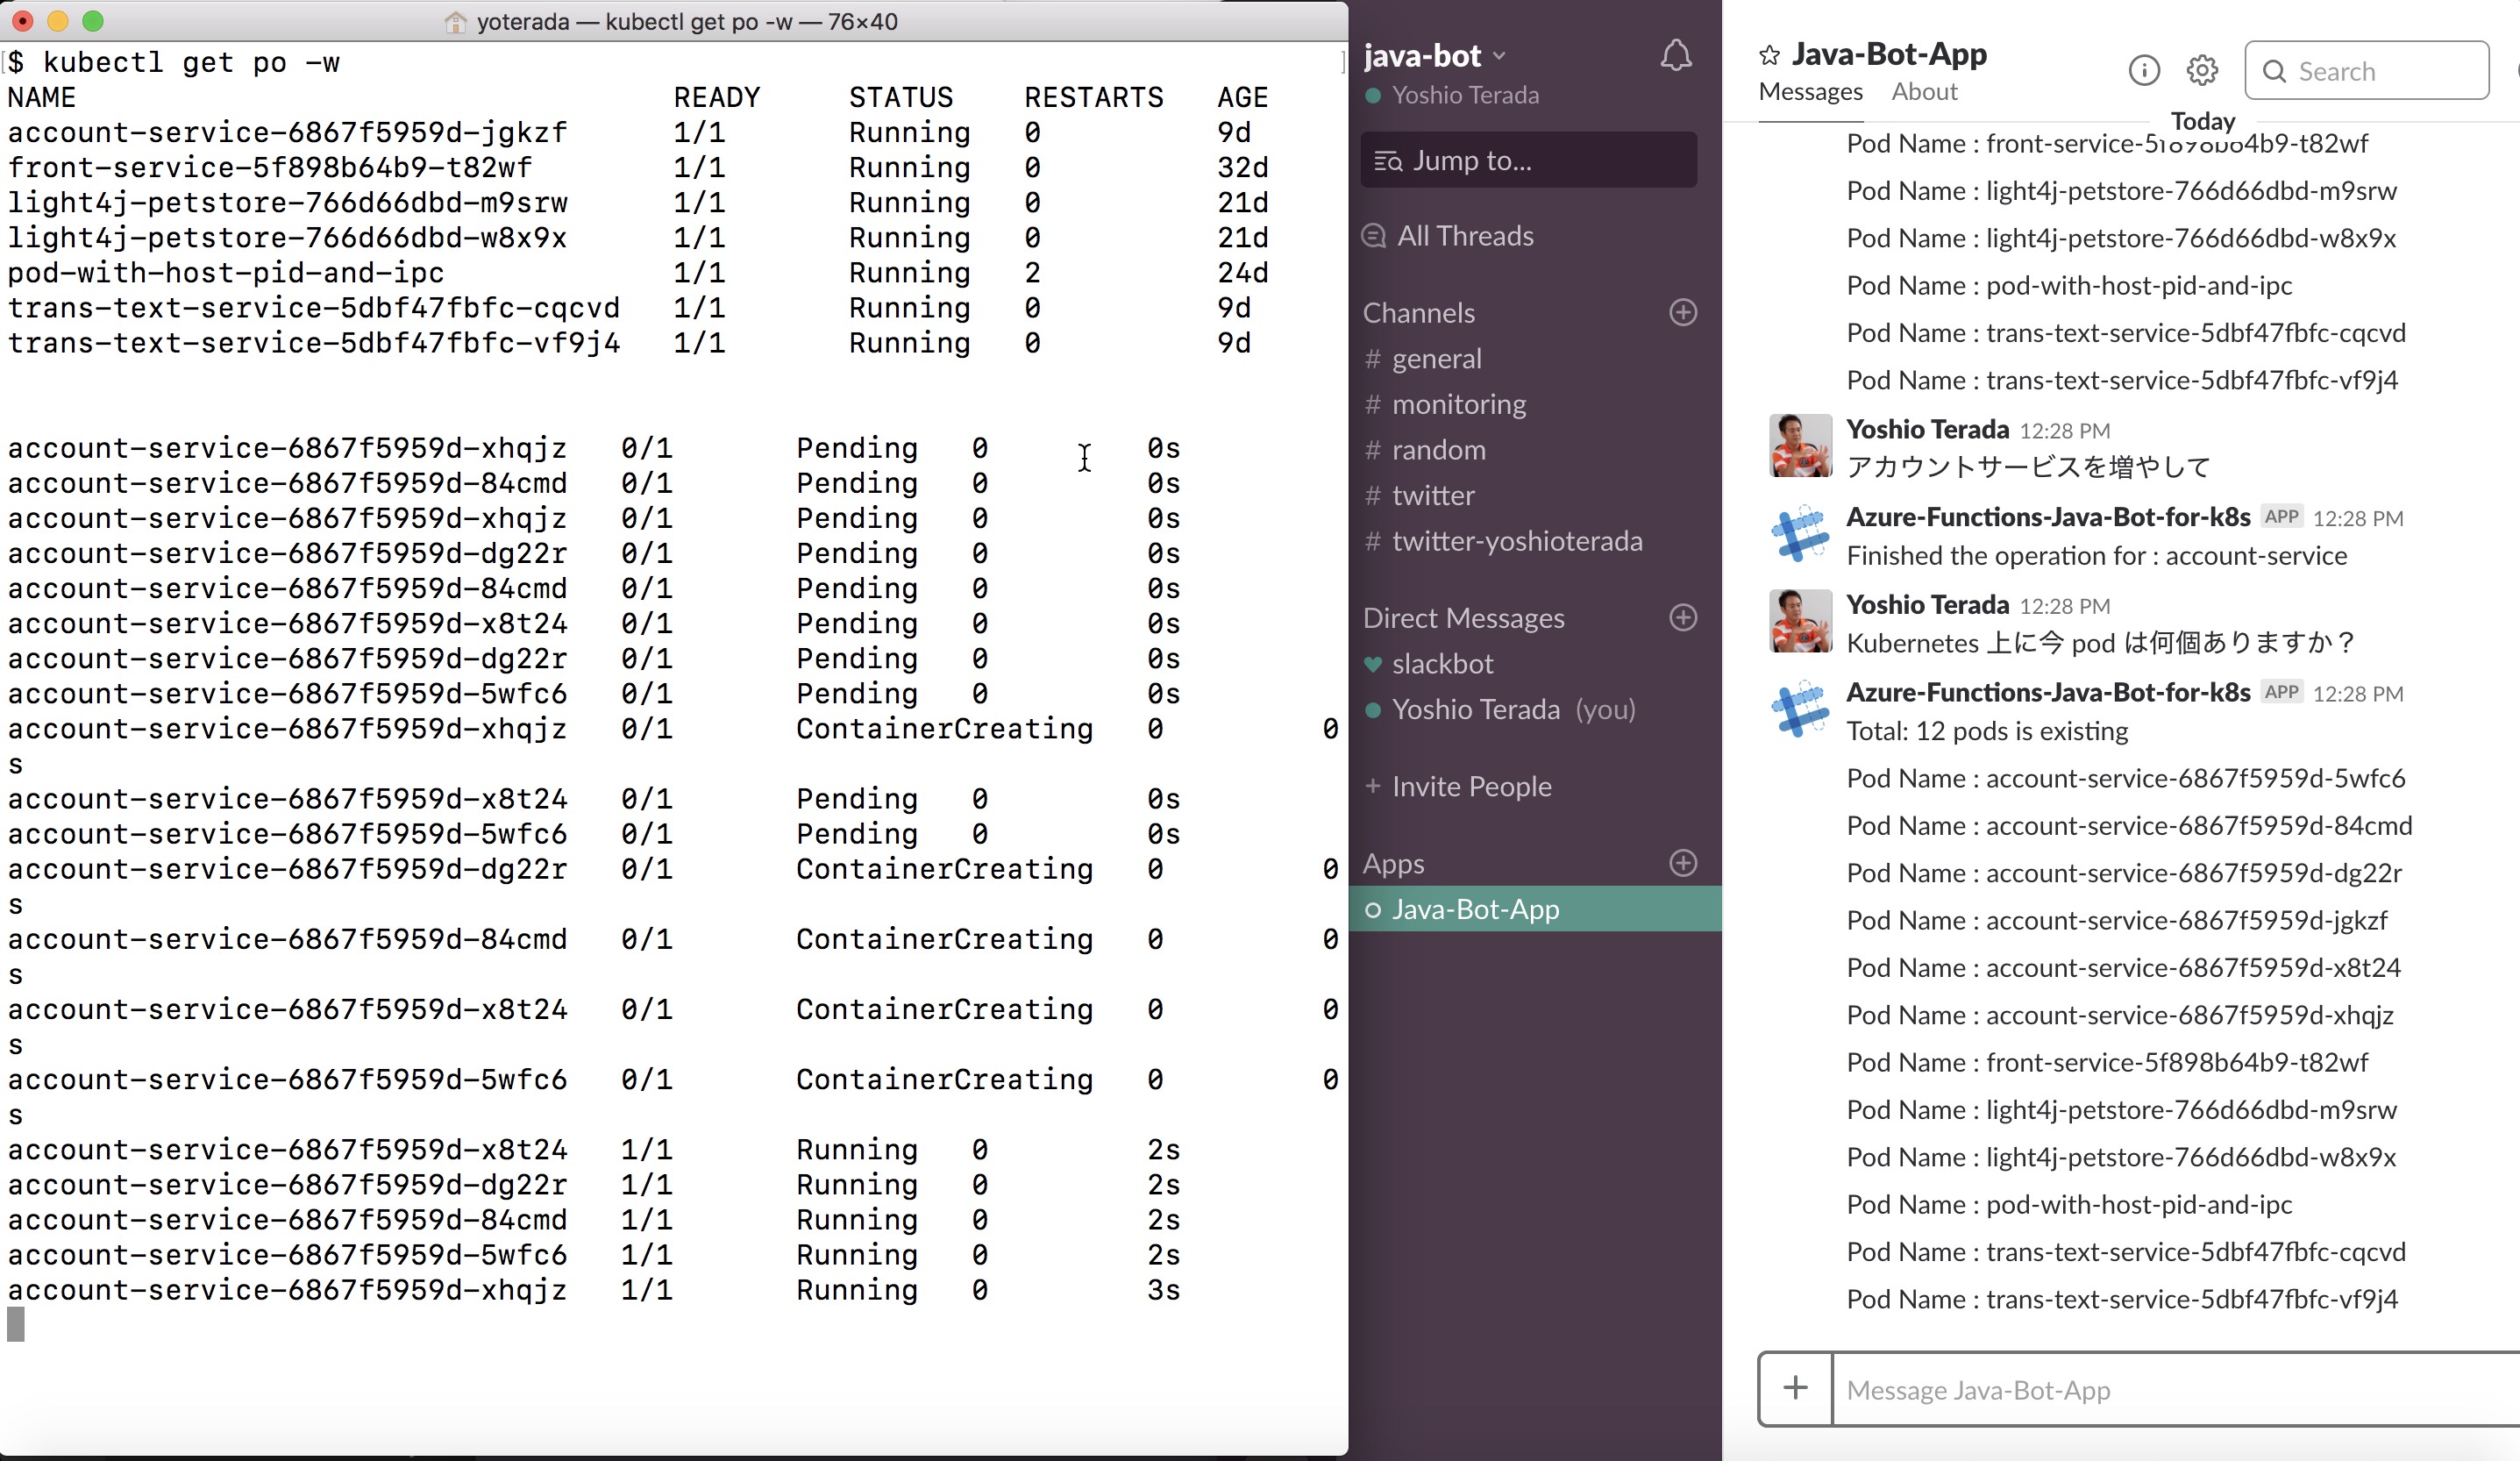 yoterada — kubectl get po -w — 76×40
$ kubectl get po -w
NAME READY STATUS RESTARTS AGE
account-service-6867f5959d-jgkzf 1/1 Running 0 9d
front-service-5f898b64b9-t82wf 1/1 Running 0 32d
light4j-petstore-766d66dbd-m9srw 1/1 Running 0 21d
light4j-petstore-766d66dbd-w8x9x 1/1 Running 0 21d
pod-with-host-pid-and-ipc 1/1 Running 2 24d
trans-text-service-5dbf47fbfc-cqcvd 1/1 Running 0 9d
trans-text-service-5dbf47fbfc-vf9j4 1/1 Running 0 9d
account-service-6867f5959d-xhqjz 0/1 Pending 0 0s
account-service-6867f5959d-84cmd 0/1 Pending 0 0s
account-service-6867f5959d-xhqjz 0/1 Pending 0 0s
account-service-6867f5959d-dg22r 0/1 Pending 0 0s
account-service-6867f5959d-84cmd 0/1 Pending 0 0s
account-service-6867f5959d-x8t24 0/1 Pending 0 0s
account-service-6867f5959d-dg22r 0/1 Pending 0 0s
account-service-6867f5959d-5wfc6 0/1 Pending 0 0s
account-service-6867f5959d-xhqjz 0/1 ContainerCreating 0 0
s
account-service-6867f5959d-x8t24 0/1 Pending 0 0s
account-service-6867f5959d-5wfc6 0/1 Pending 0 0s
account-service-6867f5959d-dg22r 0/1 ContainerCreating 0 0
s
account-service-6867f5959d-84cmd 0/1 ContainerCreating 0 0
s
account-service-6867f5959d-x8t24 0/1 ContainerCreating 0 0
s
account-service-6867f5959d-5wfc6 0/1 ContainerCreating 0 0
s
account-service-6867f5959d-x8t24 1/1 Running 0 2s
account-service-6867f5959d-dg22r 1/1 Running 0 2s
account-service-6867f5959d-84cmd 1/1 Running 0 2s
account-service-6867f5959d-5wfc6 1/1 Running 0 2s
account-service-6867f5959d-xhqjz 1/1 Running 0 3s
java-bot
Yoshio Terada
Jump to...
All Threads
Channels
# general
# monitoring
# random
# twitter
# twitter-yoshioterada
Direct Messages
slackbot
Yoshio Terada (you)
+ Invite People
Apps
Java-Bot-App
Java-Bot-App
Messages About
Search
Today
Pod Name : front-service-5f898b64b9-t82wf
Pod Name : light4j-petstore-766d66dbd-m9srw
Pod Name : light4j-petstore-766d66dbd-w8x9x
Pod Name : pod-with-host-pid-and-ipc
Pod Name : trans-text-service-5dbf47fbfc-cqcvd
Pod Name : trans-text-service-5dbf47fbfc-vf9j4
Yoshio Terada 12:28 PM
アカウントサービスを増やして
Azure-Functions-Java-Bot-for-k8s APP 12:28 PM
Finished the operation for : account-service
Yoshio Terada 12:28 PM
Kubernetes 上に今 pod は何個ありますか？
Azure-Functions-Java-Bot-for-k8s APP 12:28 PM
Total: 12 pods is existing
Pod Name : account-service-6867f5959d-5wfc6
Pod Name : account-service-6867f5959d-84cmd
Pod Name : account-service-6867f5959d-dg22r
Pod Name : account-service-6867f5959d-jgkzf
Pod Name : account-service-6867f5959d-x8t24
Pod Name : account-service-6867f5959d-xhqjz
Pod Name : front-service-5f898b64b9-t82wf
Pod Name : light4j-petstore-766d66dbd-m9srw
Pod Name : light4j-petstore-766d66dbd-w8x9x
Pod Name : pod-with-host-pid-and-ipc
Pod Name : trans-text-service-5dbf47fbfc-cqcvd
Pod Name : trans-text-service-5dbf47fbfc-vf9j4
Message Java-Bot-App